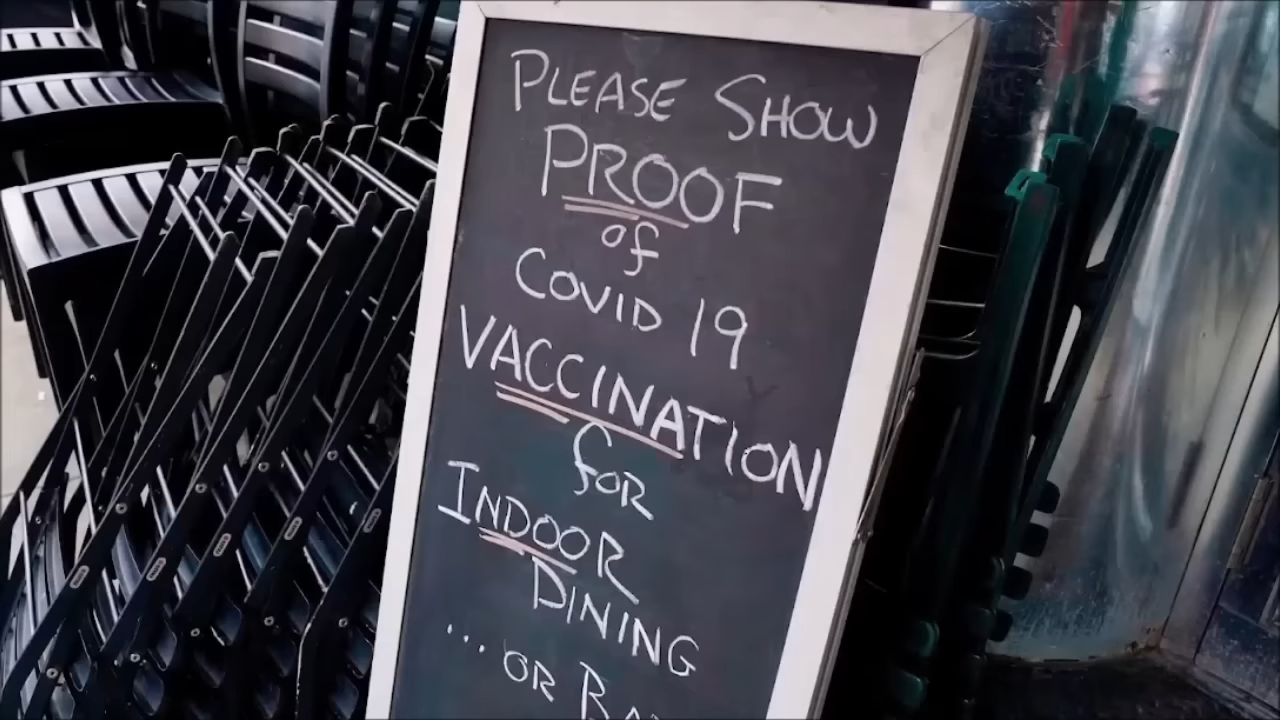 PLEASE SHOW
PROOF
of
COVID 19
VACCINATION
for
INDOOR
DINING
... OR